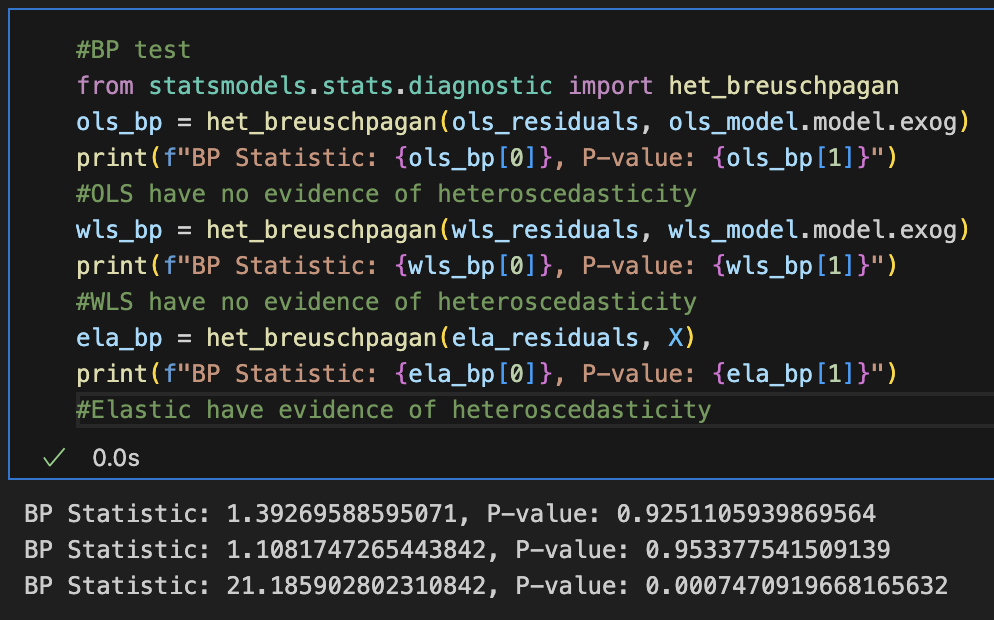 #BP test
from statsmodels.stats.diagnostic import het_breuschpagan
ols_bp = het_breuschpagan(ols_residuals, ols_model.model.exog)
print(f"BP Statistic: {ols_bp[0]}, P-value: {ols_bp[1]}")
#OLS have no evidence of heteroscedasticity
wls_bp = het_breuschpagan(wls_residuals, wls_model.model.exog)
print(f"BP Statistic: {wls_bp[0]}, P-value: {wls_bp[1]}")
#WLS have no evidence of heteroscedasticity
ela_bp = het_breuschpagan(ela_residuals, X)
print(f"BP Statistic: {ela_bp[0]}, P-value: {ela_bp[1]}")
#Elastic have evidence of heteroscedasticity
0.0s
BP Statistic: 1.39269588595071, P-value: 0.9251105939869564
BP Statistic: 1.1081747265443842, P-value: 0.953377541509139
BP Statistic: 21.185902802310842, P-value: 0.0007470919668165632